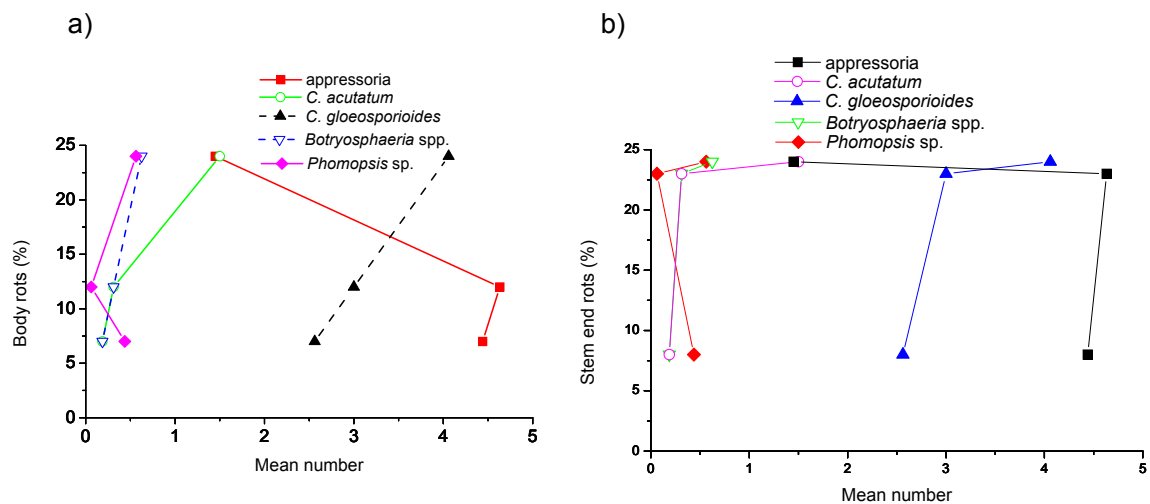 a)
appressoria
C. acutatum
C. gloeosporioides
Botryosphaeria spp.
Phomopsis sp.
25
20
15
10
5
0
Body rots (%)
0 1 2 3 4 5
Mean number
b)
appressoria
C. acutatum
C. gloeosporioides
Botryosphaeria spp.
Phomopsis sp.
25
20
15
10
5
0
Stem end rots (%)
0 1 2 3 4 5
Mean number